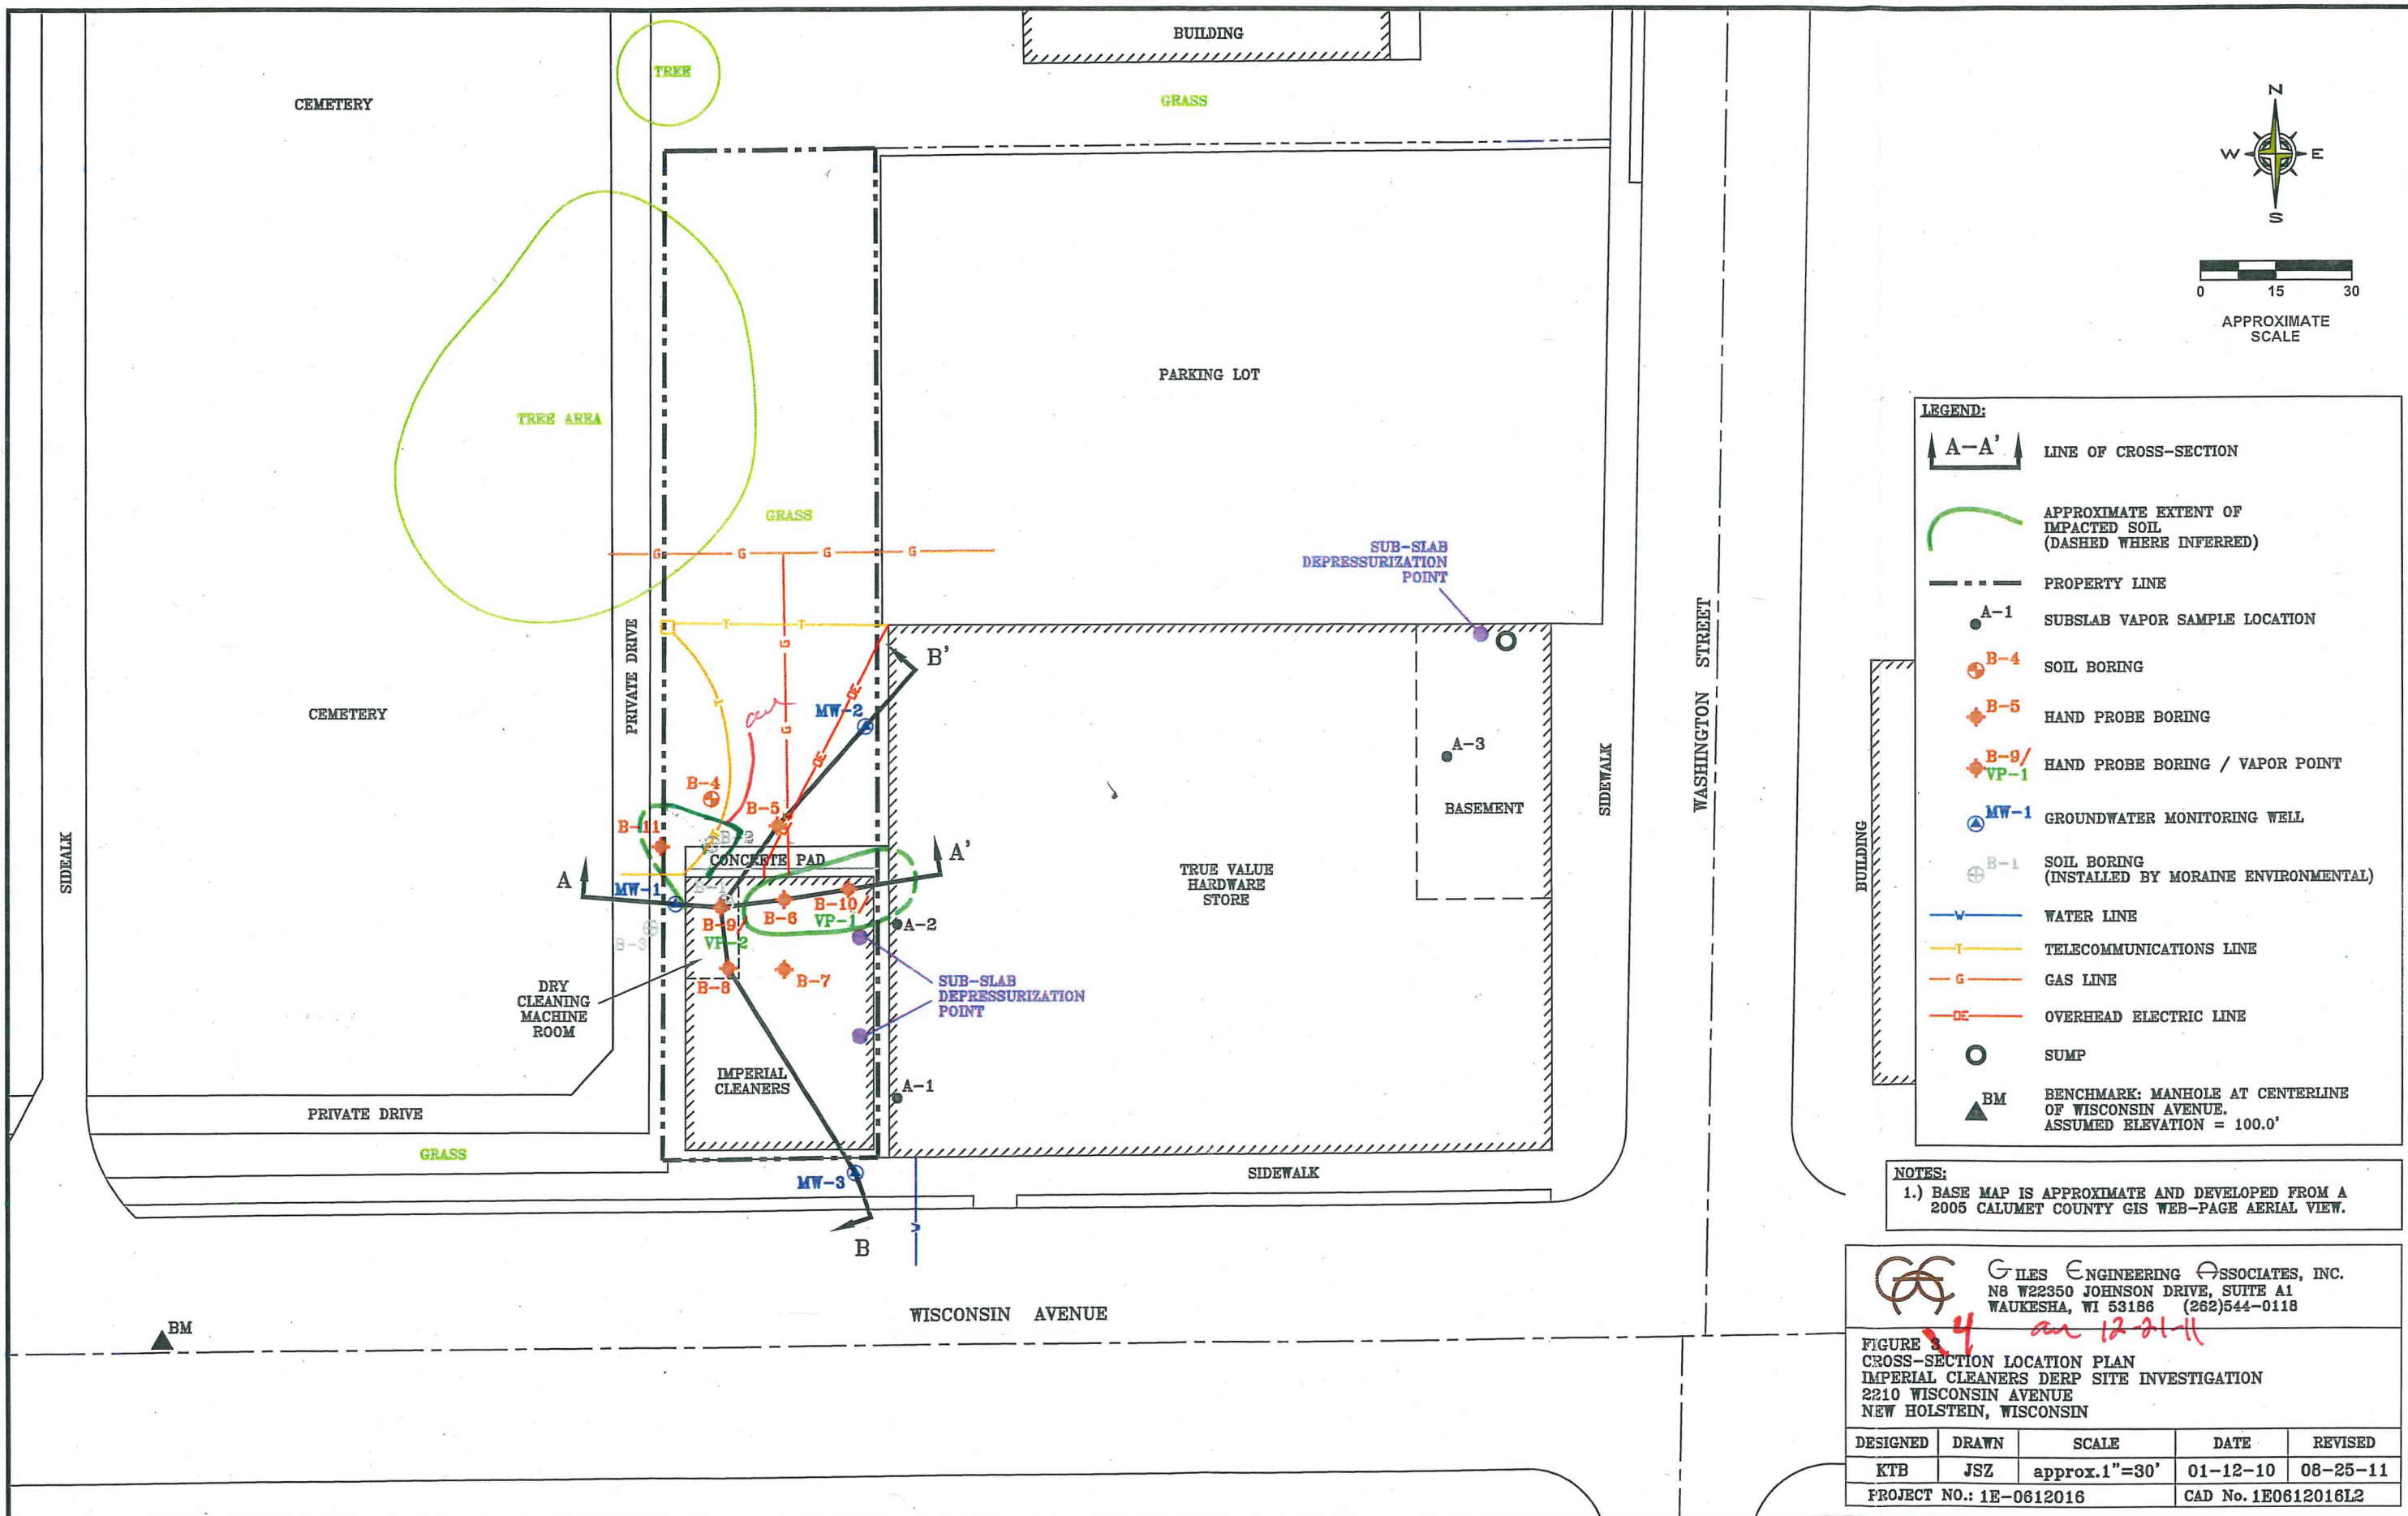 BUILDING
TREE
CEMETERY
GRASS
N
W E
S
0 15 30
APPROXIMATE
SCALE
PARKING LOT
TREE AREA
GRASS
G G G G
SUB-SLAB
DEPRESSURIZATION
POINT
PRIVATE DRIVE
T T
G
B'
OE
T
MW-2
G
OE
CEMETERY
A-3
WASHINGTON STREET
SIDEWALK
B-4
B-5
BASEMENT
B-11
B-2
T
CONCRETE PAD
A'
SIDEALK
A
MW-1
B-1
TRUE VALUE
HARDWARE
STORE
B-9/
VP-2
B-6
B-10/
VP-1
A-2
B-3
B-8
B-7
DRY
CLEANING
MACHINE
ROOM
SUB-SLAB
DEPRESSURIZATION
POINT
IMPERIAL
CLEANERS
A-1
PRIVATE DRIVE
GRASS
MW-3
SIDEWALK
B
W
WISCONSIN AVENUE
BM
BUILDING
LEGEND:
A-A' LINE OF CROSS-SECTION
APPROXIMATE EXTENT OF
IMPACTED SOIL
(DASHED WHERE INFERRED)
PROPERTY LINE
A-1 SUBSLAB VAPOR SAMPLE LOCATION
B-4 SOIL BORING
B-5 HAND PROBE BORING
B-9/
VP-1 HAND PROBE BORING / VAPOR POINT
MW-1 GROUNDWATER MONITORING WELL
B-1 SOIL BORING
(INSTALLED BY MORAINE ENVIRONMENTAL)
W WATER LINE
T TELECOMMUNICATIONS LINE
G GAS LINE
OE OVERHEAD ELECTRIC LINE
SUMP
BM BENCHMARK: MANHOLE AT CENTERLINE
OF WISCONSIN AVENUE.
ASSUMED ELEVATION = 100.0'
NOTES:
1.) BASE MAP IS APPROXIMATE AND DEVELOPED FROM A
2005 CALUMET COUNTY GIS WEB-PAGE AERIAL VIEW.
GILES ENGINEERING ASSOCIATES, INC.
N8 W22350 JOHNSON DRIVE, SUITE A1
WAUKESHA, WI 53186 (262)544-0118
12-21-11
FIGURE 3 4
CROSS-SECTION LOCATION PLAN
IMPERIAL CLEANERS DERP SITE INVESTIGATION
2210 WISCONSIN AVENUE
NEW HOLSTEIN, WISCONSIN
DESIGNED DRAWN SCALE DATE REVISED
KTB JSZ approx.1"=30' 01-12-10 08-25-11
PROJECT NO.: 1E-0612016 CAD No. 1E0612016L2